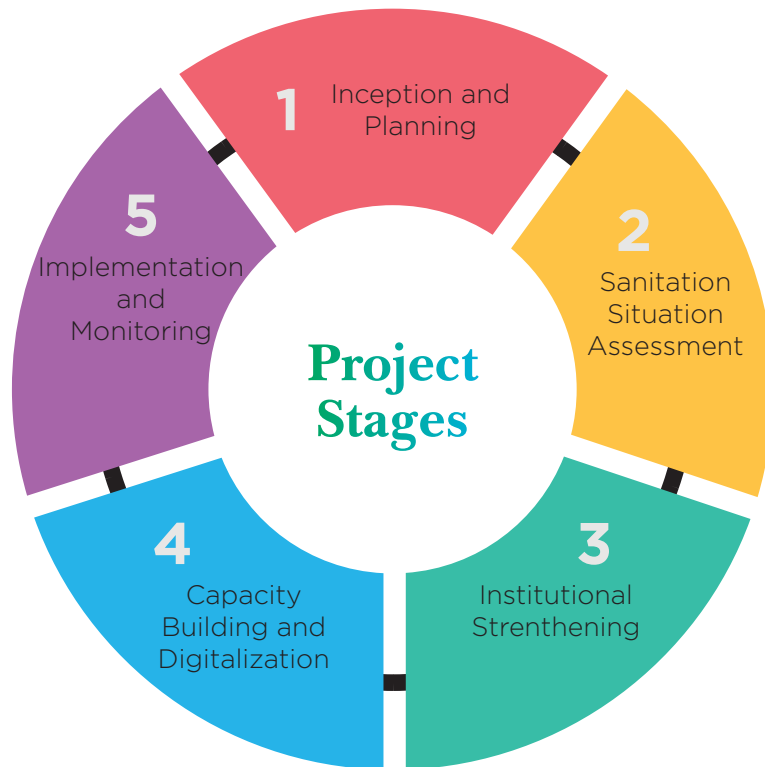 Project
Stages
1
Inception and
Planning
2
Sanitation
Situation
Assessment
3
Institutional
Strenthening
4
Capacity
Building and
Digitalization
5
Implementation
and
Monitoring